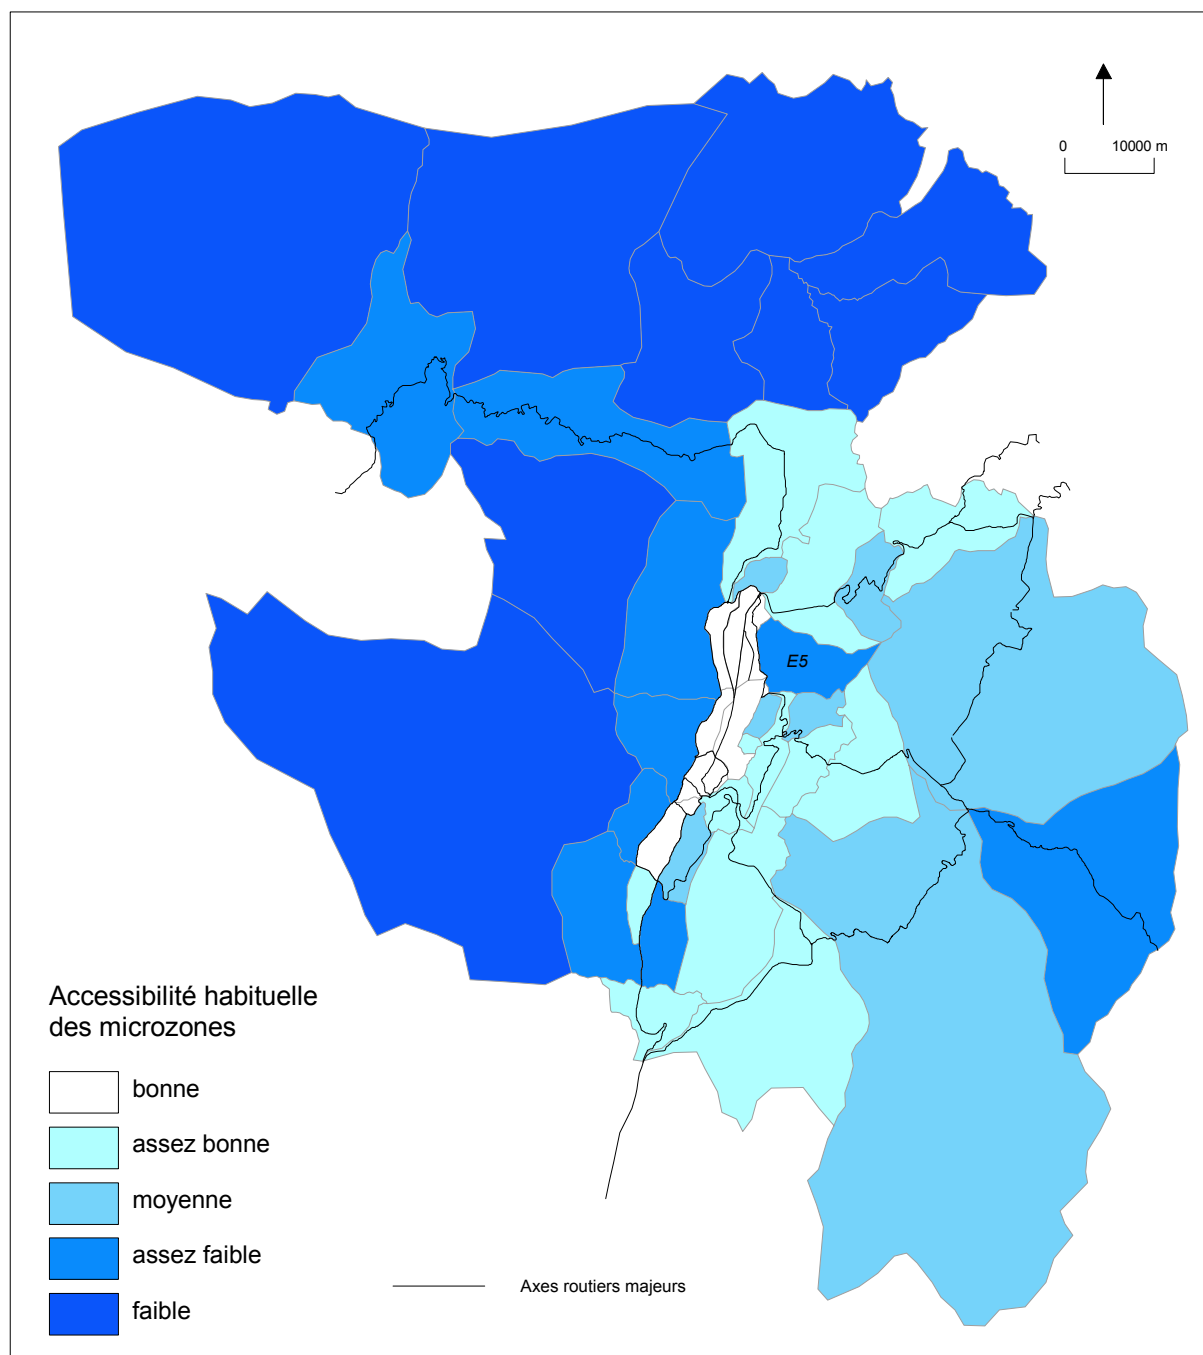 0 10000 m
E5
Accessibilité habituelle
des microzones
bonne
assez bonne
moyenne
assez faible
faible
Axes routiers majeurs